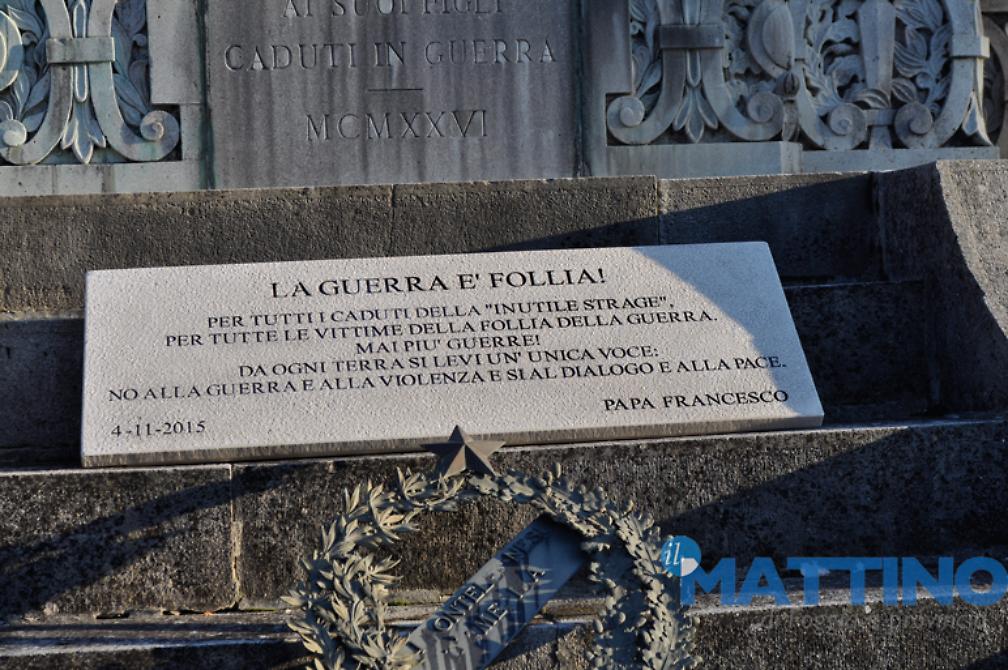 AI SUOI FIGLI
CADUTI IN GUERRA
MCMXXVI
LA GUERRA E' FOLLIA!
PER TUTTI I CADUTI DELLA "INUTILE STRAGE",
PER TUTTE LE VITTIME DELLA FOLLIA DELLA GUERRA.
MAI PIU' GUERRE!
DA OGNI TERRA SI LEVI UN' UNICA VOCE:
NO ALLA GUERRA E ALLA VIOLENZA E SI AL DIALOGO E ALLA PACE.
PAPA FRANCESCO
4-11-2015
il MATTINO